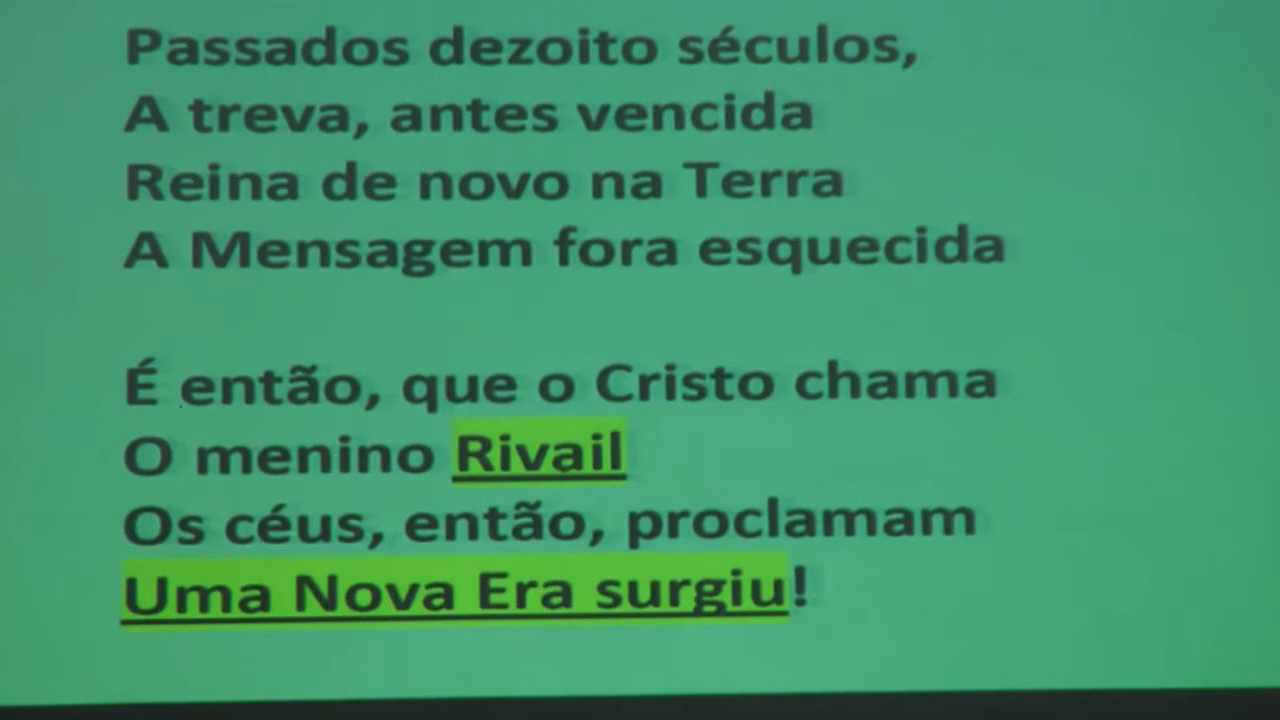 Passados dezoito séculos,
A treva, antes vencida
Reina de novo na Terra
A Mensagem fora esquecida
É então, que o Cristo chama
O menino Rivail
Os céus, então, proclamam
Uma Nova Era surgiu!